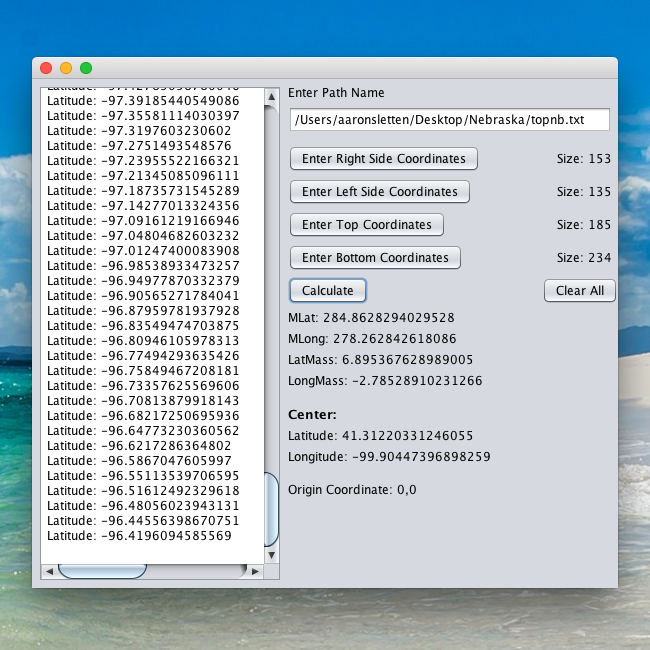 Latitude: -97.39185440549086
Latitude: -97.35581114030397
Latitude: -97.3197603230602
Latitude: -97.2751493548576
Latitude: -97.23955522166321
Latitude: -97.21345085096111
Latitude: -97.18735731545289
Latitude: -97.14277013324356
Latitude: -97.09161219166946
Latitude: -97.04804682603232
Latitude: -97.01247400083908
Latitude: -96.98538933473257
Latitude: -96.94977870332379
Latitude: -96.90565271784041
Latitude: -96.87959781937928
Latitude: -96.83549474703875
Latitude: -96.80946105978313
Latitude: -96.77494293635426
Latitude: -96.75849467208181
Latitude: -96.73357625569606
Latitude: -96.70813879918143
Latitude: -96.68217250695936
Latitude: -96.64773230360562
Latitude: -96.6217286364802
Latitude: -96.5867047605997
Latitude: -96.55113539706595
Latitude: -96.51612492329618
Latitude: -96.48056023943131
Latitude: -96.44556398670751
Latitude: -96.4196094585569
Enter Path Name
/Users/aaronsletten/Desktop/Nebraska/topnb.txt
Enter Right Side Coordinates Size: 153
Enter Left Side Coordinates Size: 135
Enter Top Coordinates Size: 185
Enter Bottom Coordinates Size: 234
Calculate Clear All
MLat: 284.8628294029528
MLong: 278.262842618086
LatMass: 6.895367628989005
LongMass: -2.78528910231266
Center:
Latitude: 41.31220331246055
Longitude: -99.90447396898259
Origin Coordinate: 0,0